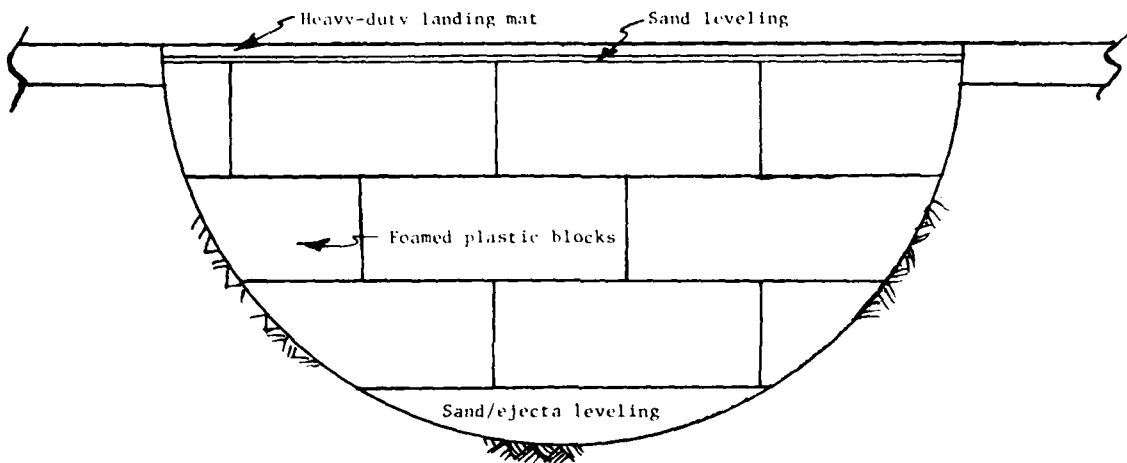 Heavy-duty landing mat
Sand leveling
Foamed plastic blocks
Sand/ejecta leveling